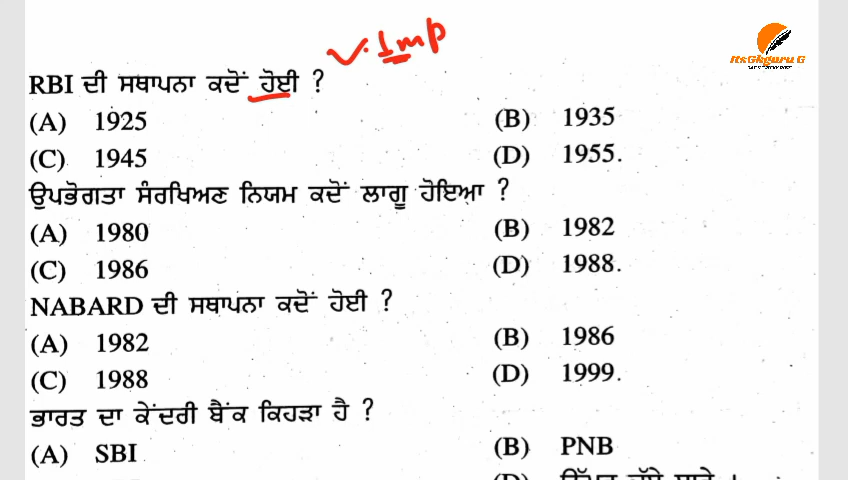 V. Imp
ItsGkguru G
RBI ਦੀ ਸਥਾਪਨਾ ਕਦੋਂ ਹੋਈ ?
(A) 1925 (B) 1935
(C) 1945 (D) 1955.
ਉਪਭੋਗਤਾ ਸੰਰਖਿਅਣ ਨਿਯਮ ਕਦੋਂ ਲਾਗੂ ਹੋਇਆ ?
(A) 1980 (B) 1982
(C) 1986 (D) 1988.
NABARD ਦੀ ਸਥਾਪਨਾ ਕਦੋਂ ਹੋਈ ?
(A) 1982 (B) 1986
(C) 1988 (D) 1999.
ਭਾਰਤ ਦਾ ਕੇਂਦਰੀ ਬੈਂਕ ਕਿਹੜਾ ਹੈ ?
(A) SBI (B) PNB